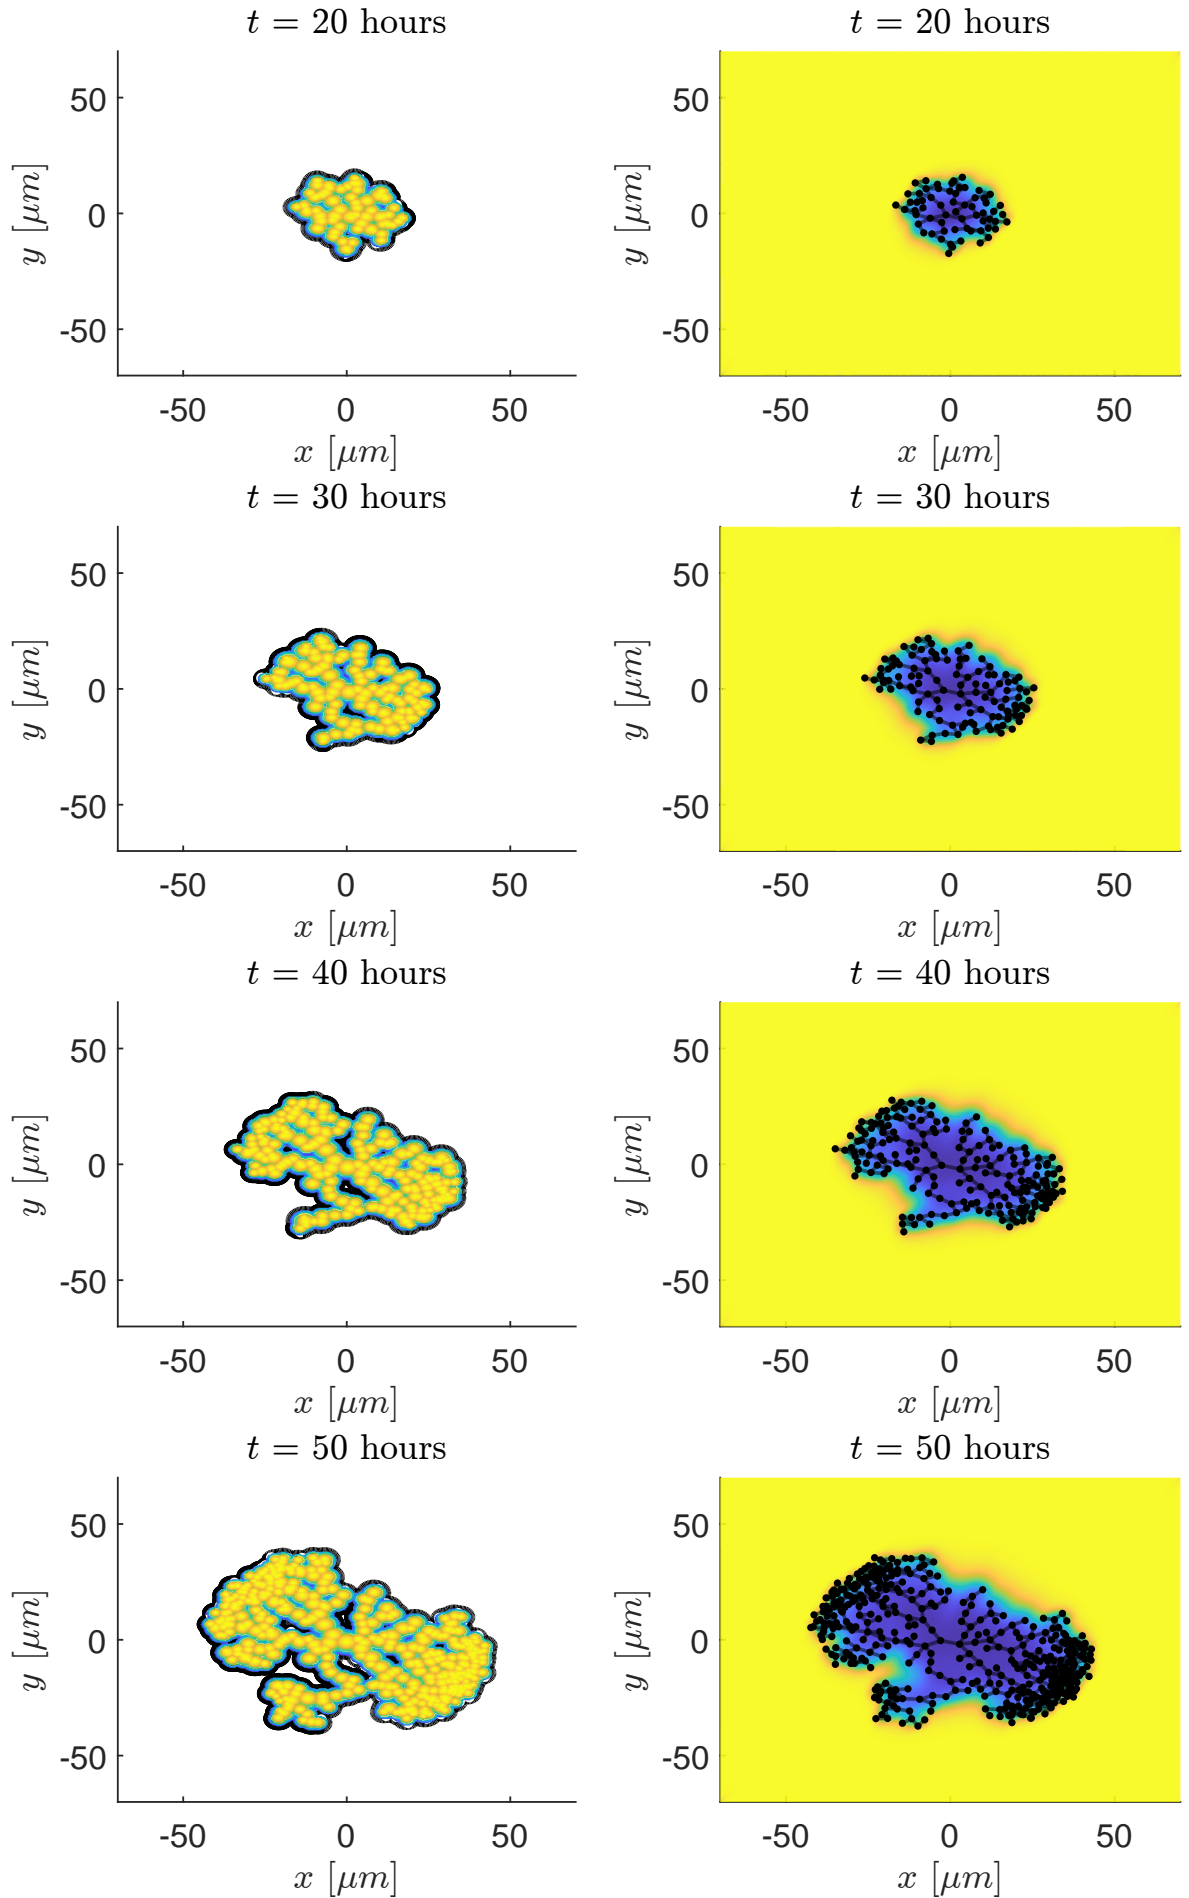 t = 20 hours
t = 20 hours
50
0
-50
y [μm]
-50 0 50
x [μm]
50
0
-50
y [μm]
-50 0 50
x [μm]
t = 30 hours
t = 30 hours
50
0
-50
y [μm]
-50 0 50
x [μm]
50
0
-50
y [μm]
-50 0 50
x [μm]
t = 40 hours
t = 40 hours
50
0
-50
y [μm]
-50 0 50
x [μm]
50
0
-50
y [μm]
-50 0 50
x [μm]
t = 50 hours
t = 50 hours
50
0
-50
y [μm]
-50 0 50
x [μm]
50
0
-50
y [μm]
-50 0 50
x [μm]